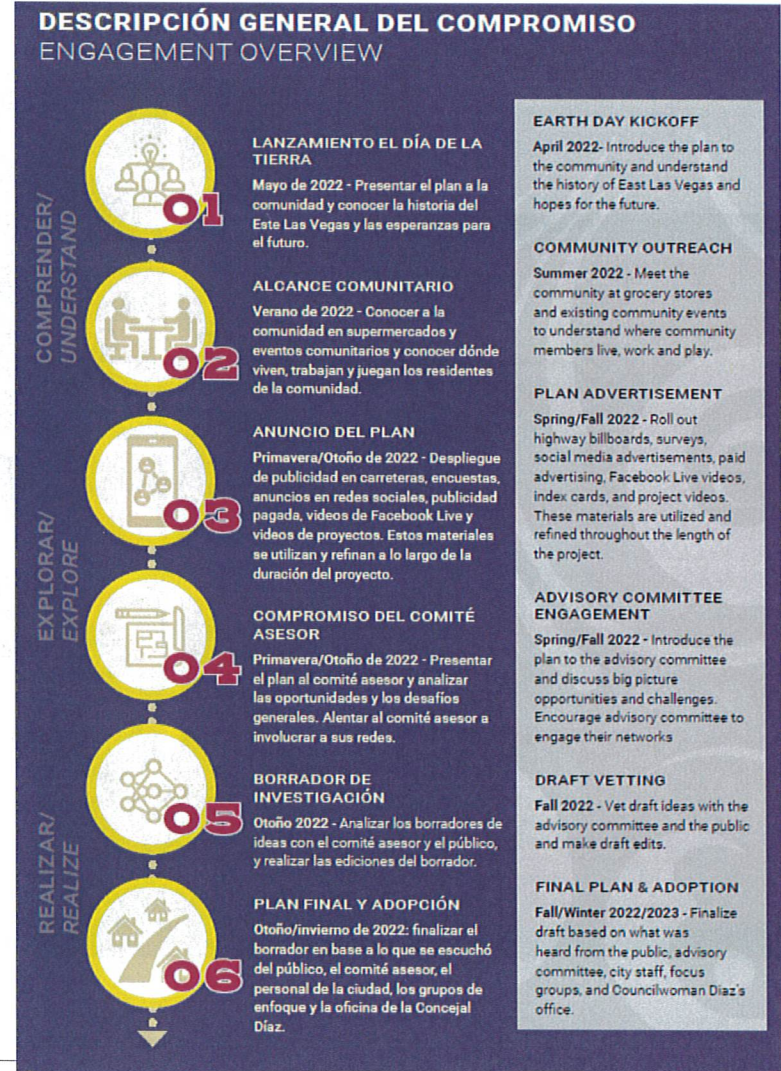 DESCRIPCIÓN GENERAL DEL COMPROMISO
ENGAGEMENT OVERVIEW
COMPRENDER/
UNDERSTAND
01
LANZAMIENTO EL DÍA DE LA
TIERRA
Mayo de 2022 - Presentar el plan a la
comunidad y conocer la historia del
Este Las Vegas y las esperanzas para
el futuro.
02
ALCANCE COMUNITARIO
Verano de 2022 - Conocer a la
comunidad en supermercados y
eventos comunitarios y conocer dónde
viven, trabajan y juegan los residentes
de la comunidad.
EXPLORAR/
EXPLORE
03
ANUNCIO DEL PLAN
Primavera/Otoño de 2022 - Despliegue
de publicidad en carreteras, encuestas,
anuncios en redes sociales, publicidad
pagada, videos de Facebook Live y
videos de proyectos. Estos materiales
se utilizan y refinan a lo largo de la
duración del proyecto.
04
COMPROMISO DEL COMITÉ
ASESOR
Primavera/Otoño de 2022 - Presentar
el plan al comité asesor y analizar
las oportunidades y los desafíos
generales. Alentar al comité asesor a
involucrar a sus redes.
REALIZAR/
REALIZE
05
BORRADOR DE
INVESTIGACIÓN
Otoño 2022 - Analizar los borradores de
ideas con el comité asesor y el público,
y realizar las ediciones del borrador.
06
PLAN FINAL Y ADOPCIÓN
Otoño/invierno de 2022: finalizar el
borrador en base a lo que se escuchó
del público, el comité asesor, el
personal de la ciudad, los grupos de
enfoque y la oficina de la Concejal
Díaz.
EARTH DAY KICKOFF
April 2022- Introduce the plan to
the community and understand
the history of East Las Vegas and
hopes for the future.
COMMUNITY OUTREACH
Summer 2022 - Meet the
community at grocery stores
and existing community events
to understand where community
members live, work and play.
PLAN ADVERTISEMENT
Spring/Fall 2022 - Roll out
highway billboards, surveys,
social media advertisements, paid
advertising, Facebook Live videos,
index cards, and project videos.
These materials are utilized and
refined throughout the length of
the project.
ADVISORY COMMITTEE
ENGAGEMENT
Spring/Fall 2022 - Introduce the
plan to the advisory committee
and discuss big picture
opportunities and challenges.
Encourage advisory committee to
engage their networks
DRAFT VETTING
Fall 2022 - Vet draft ideas with the
advisory committee and the public
and make draft edits.
FINAL PLAN & ADOPTION
Fall/Winter 2022/2023 - Finalize
draft based on what was
heard from the public, advisory
committee, city staff, focus
groups, and Councilwoman Diaz's
office.